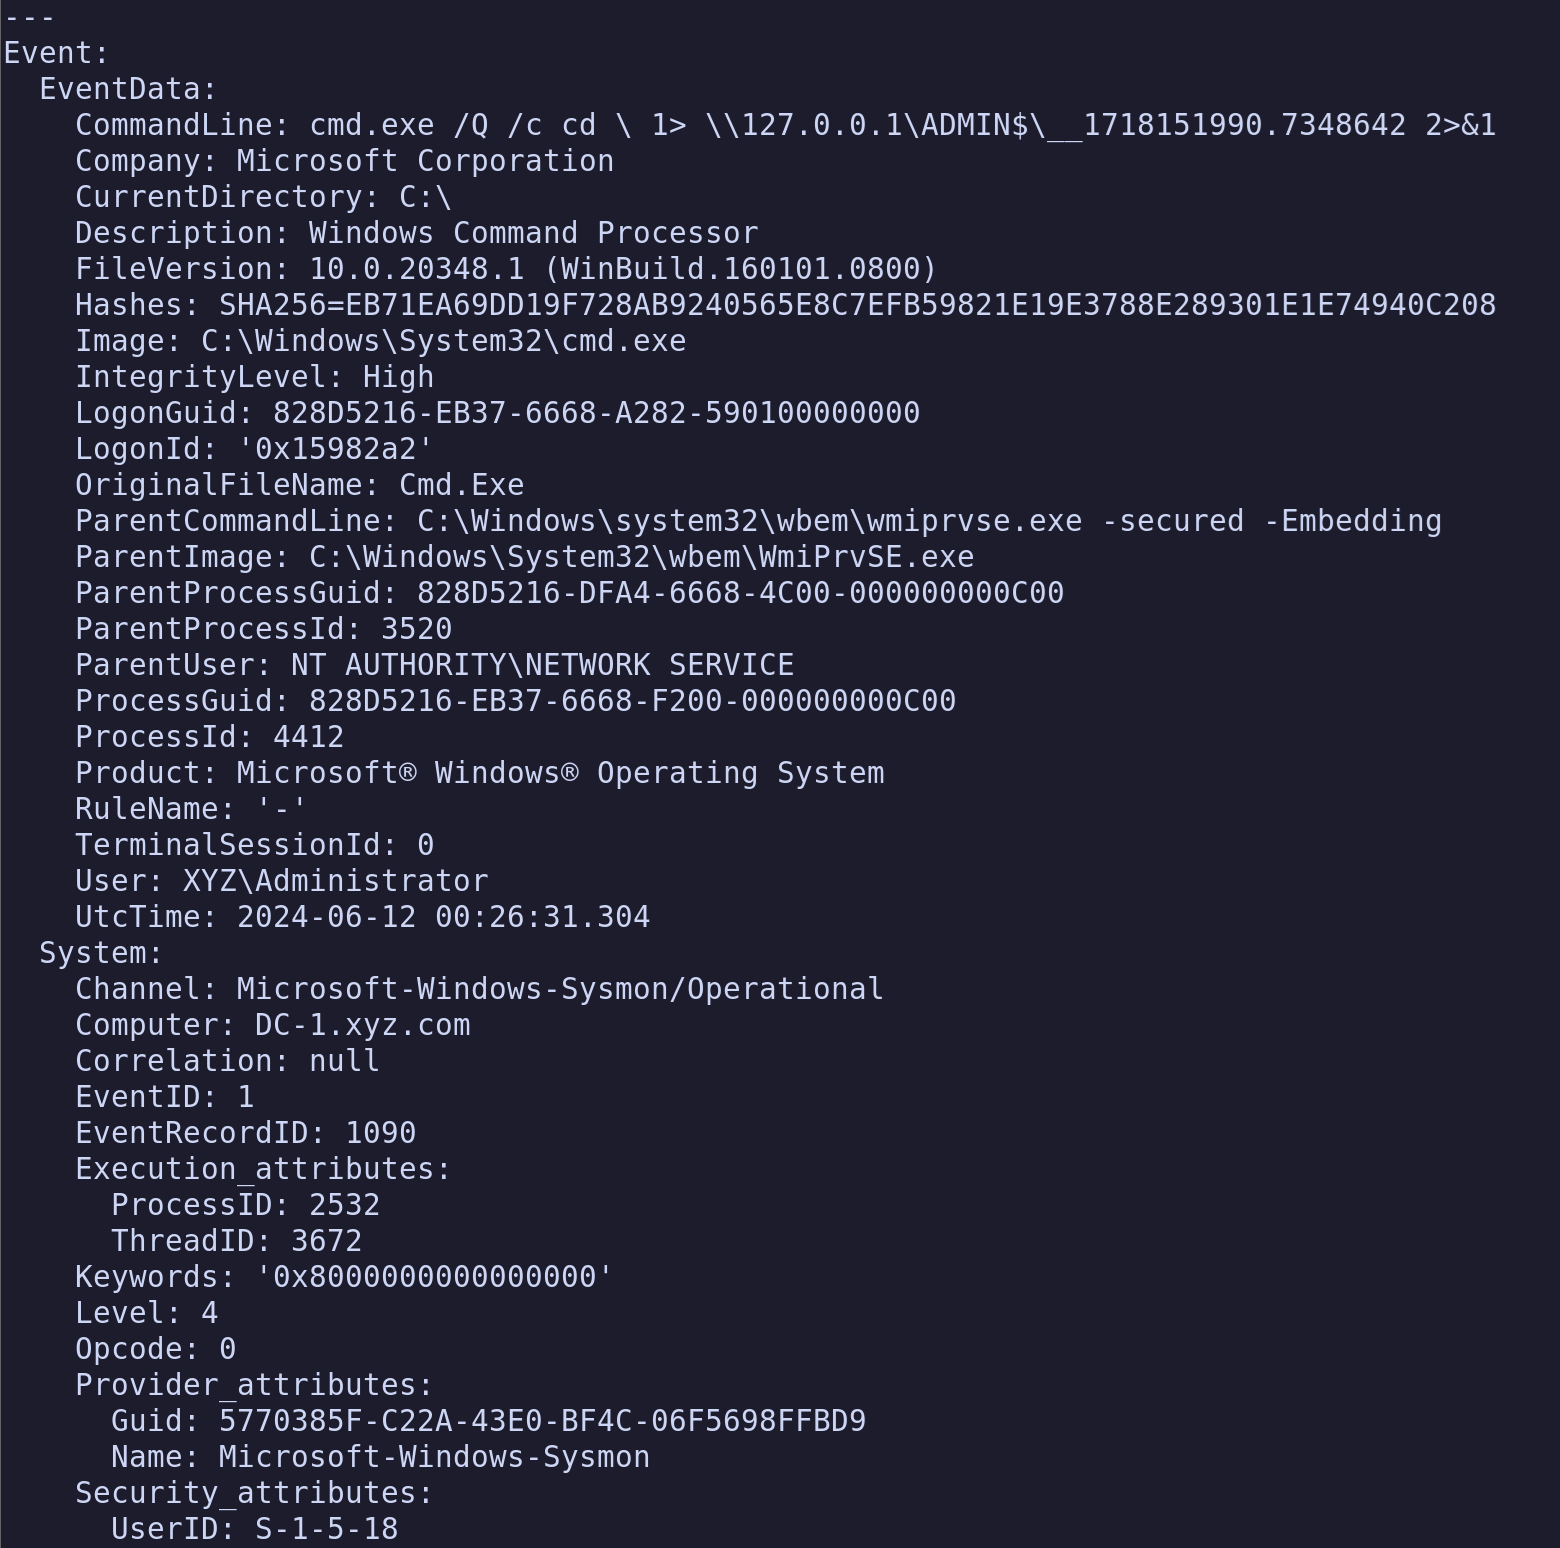 ---
Event:
  EventData:
    CommandLine: cmd.exe /Q /c cd \ 1> \\127.0.0.1\ADMIN$\__1718151990.7348642 2>&1
    Company: Microsoft Corporation
    CurrentDirectory: C:\
    Description: Windows Command Processor
    FileVersion: 10.0.20348.1 (WinBuild.160101.0800)
    Hashes: SHA256=EB71EA69DD19F728AB9240565E8C7EFB59821E19E3788E289301E1E74940C208
    Image: C:\Windows\System32\cmd.exe
    IntegrityLevel: High
    LogonGuid: 828D5216-EB37-6668-A282-590100000000
    LogonId: '0x15982a2'
    OriginalFileName: Cmd.Exe
    ParentCommandLine: C:\Windows\system32\wbem\wmiprvse.exe -secured -Embedding
    ParentImage: C:\Windows\System32\wbem\WmiPrvSE.exe
    ParentProcessGuid: 828D5216-DFA4-6668-4C00-000000000C00
    ParentProcessId: 3520
    ParentUser: NT AUTHORITY\NETWORK SERVICE
    ProcessGuid: 828D5216-EB37-6668-F200-000000000C00
    ProcessId: 4412
    Product: Microsoft® Windows® Operating System
    RuleName: '-'
    TerminalSessionId: 0
    User: XYZ\Administrator
    UtcTime: 2024-06-12 00:26:31.304
  System:
    Channel: Microsoft-Windows-Sysmon/Operational
    Computer: DC-1.xyz.com
    Correlation: null
    EventID: 1
    EventRecordID: 1090
    Execution_attributes:
      ProcessID: 2532
      ThreadID: 3672
    Keywords: '0x8000000000000000'
    Level: 4
    Opcode: 0
    Provider_attributes:
      Guid: 5770385F-C22A-43E0-BF4C-06F5698FFBD9
      Name: Microsoft-Windows-Sysmon
    Security_attributes:
      UserID: S-1-5-18